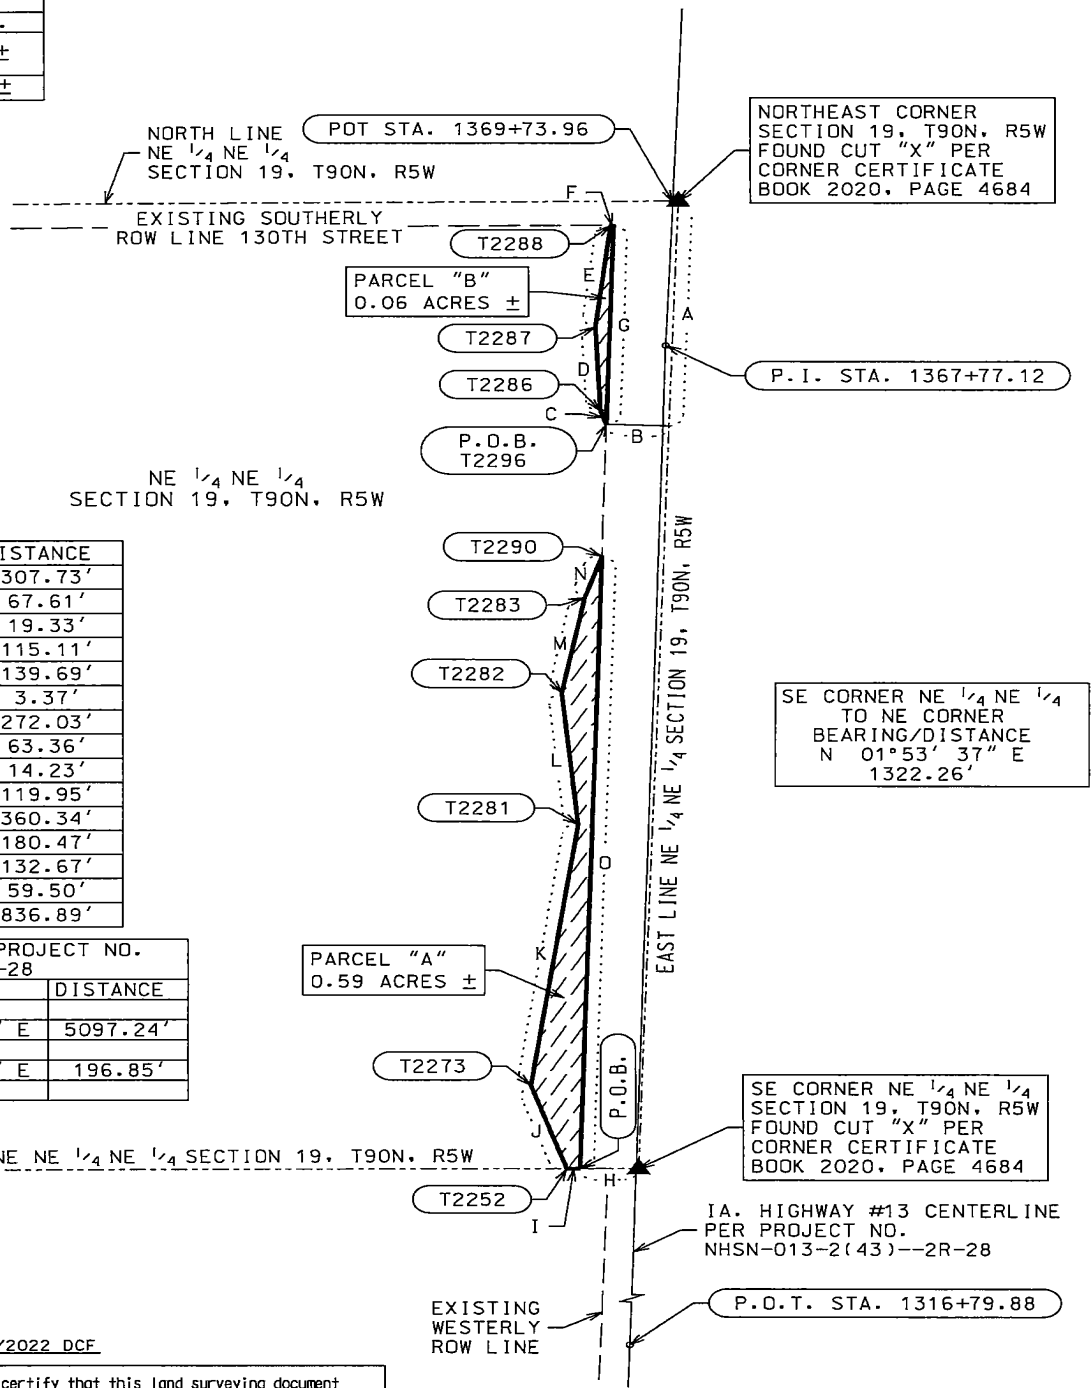 ±
±
NORTH LINE
NE 1/4 NE 1/4
SECTION 19, T90N, R5W
POT STA. 1369+73.96
NORTHEAST CORNER
SECTION 19, T90N, R5W
FOUND CUT "X" PER
CORNER CERTIFICATE
BOOK 2020, PAGE 4684
F
EXISTING SOUTHERLY
ROW LINE 130TH STREET
T2288
E
PARCEL "B"
0.06 ACRES ±
G
A
T2287
D
T2286
P.I. STA. 1367+77.12
C
B
P.O.B.
T2296
NE 1/4 NE 1/4
SECTION 19, T90N, R5W
T2290
N
T2283
M
T2282
L
T2281
O
EAST LINE NE 1/4 NE 1/4 SECTION 19, T90N, R5W
SE CORNER NE 1/4 NE 1/4
TO NE CORNER
BEARING/DISTANCE
N 01°53' 37" E
1322.26'
ISTANCE
307.73'
67.61'
19.33'
115.11'
139.69'
3.37'
272.03'
63.36'
14.23'
119.95'
360.34'
180.47'
132.67'
59.50'
836.89'
PROJECT NO.
-28
DISTANCE
' E 5097.24'
' E 196.85'
K
PARCEL "A"
0.59 ACRES ±
T2273
P.O.B.
J
SE CORNER NE 1/4 NE 1/4
SECTION 19, T90N, R5W
FOUND CUT "X" PER
CORNER CERTIFICATE
BOOK 2020, PAGE 4684
NE NE 1/4 NE 1/4 SECTION 19, T90N, R5W
H
T2252
I
IA. HIGHWAY #13 CENTERLINE
PER PROJECT NO.
NHSN-013-2(43)--2R-28
EXISTING
WESTERLY
ROW LINE
P.O.T. STA. 1316+79.88
/2022 DCF
certify that this land surveying document